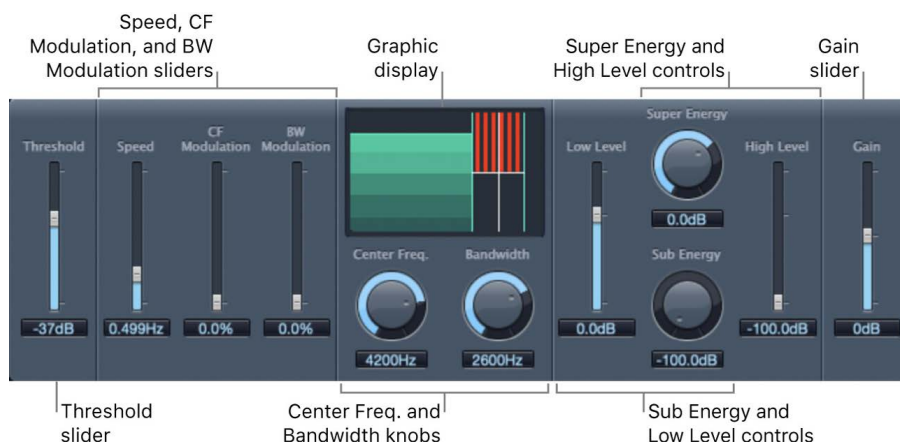 Speed, CF
Modulation, and BW
Modulation sliders
Graphic
display
Super Energy and
High Level controls
Gain
slider
Threshold
Speed
CF
Modulation
BW
Modulation
Low Level
Super Energy
High Level
Gain
0.0dB
Center Freq.
Bandwidth
Sub Energy
-37dB
0.499Hz
0.0%
0.0%
0.0dB
-100.0dB
0dB
4200Hz
2600Hz
-100.0dB
Threshold
slider
Center Freq. and
Bandwidth knobs
Sub Energy and
Low Level controls